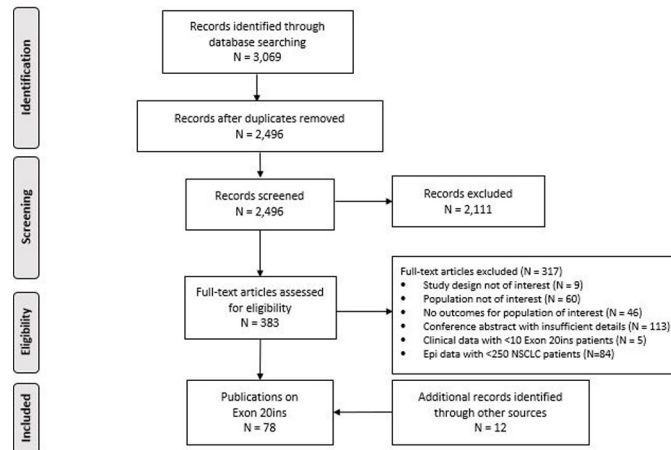 Identification
Records identified through
database searching
N = 3,069
Records after duplicates removed
N = 2,496
Screening
Records screened
N = 2,496
Records excluded
N = 2,111
Eligibility
Full-text articles assessed
for eligibility
N = 383
Full-text articles excluded (N = 317)
• Study design not of interest (N = 9)
• Population not of interest (N = 60)
• No outcomes for population of interest (N = 46)
• Conference abstract with insufficient details (N = 113)
• Clinical data with <10 Exon 20ins patients (N = 5)
• Epi data with <250 NSCLC patients (N=84)
Included
Publications on
Exon 20ins
N = 78
Additional records identified
through other sources
N = 12